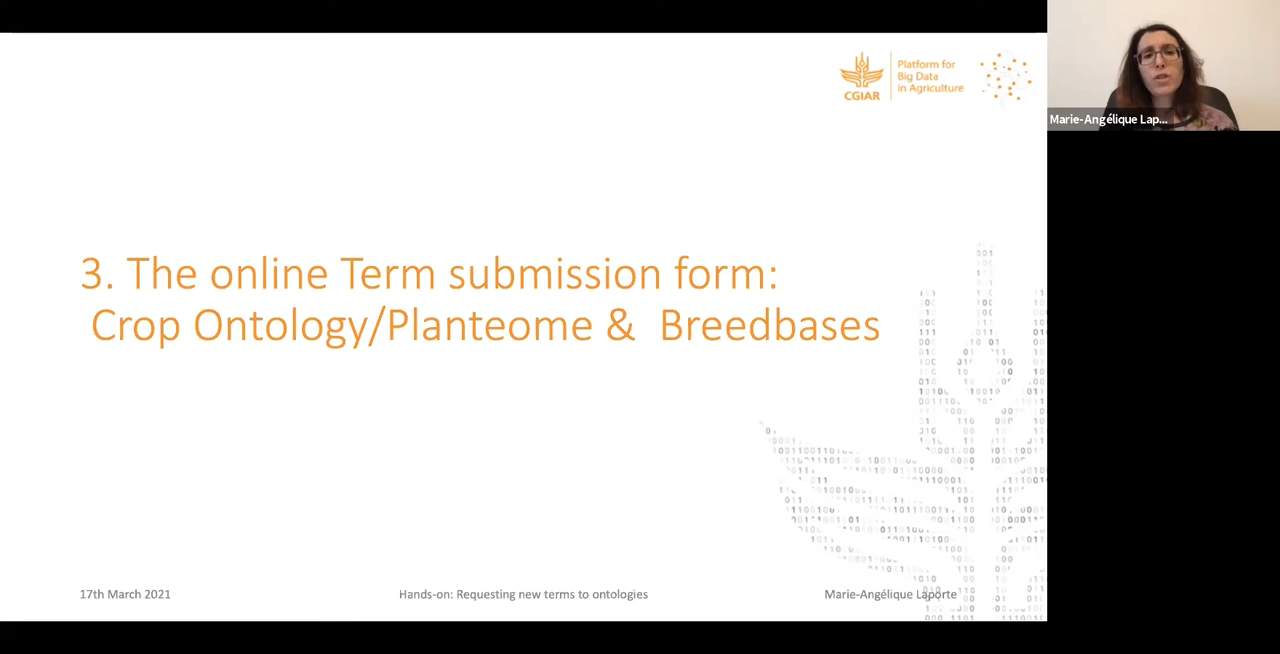 CGIAR
Platform for
Big Data
in Agriculture
Marie-Angélique Lap...
3. The online Term submission form:
Crop Ontology/Planteome & Breedbases
17th March 2021
Hands-on: Requesting new terms to ontologies
Marie-Angélique Laporte